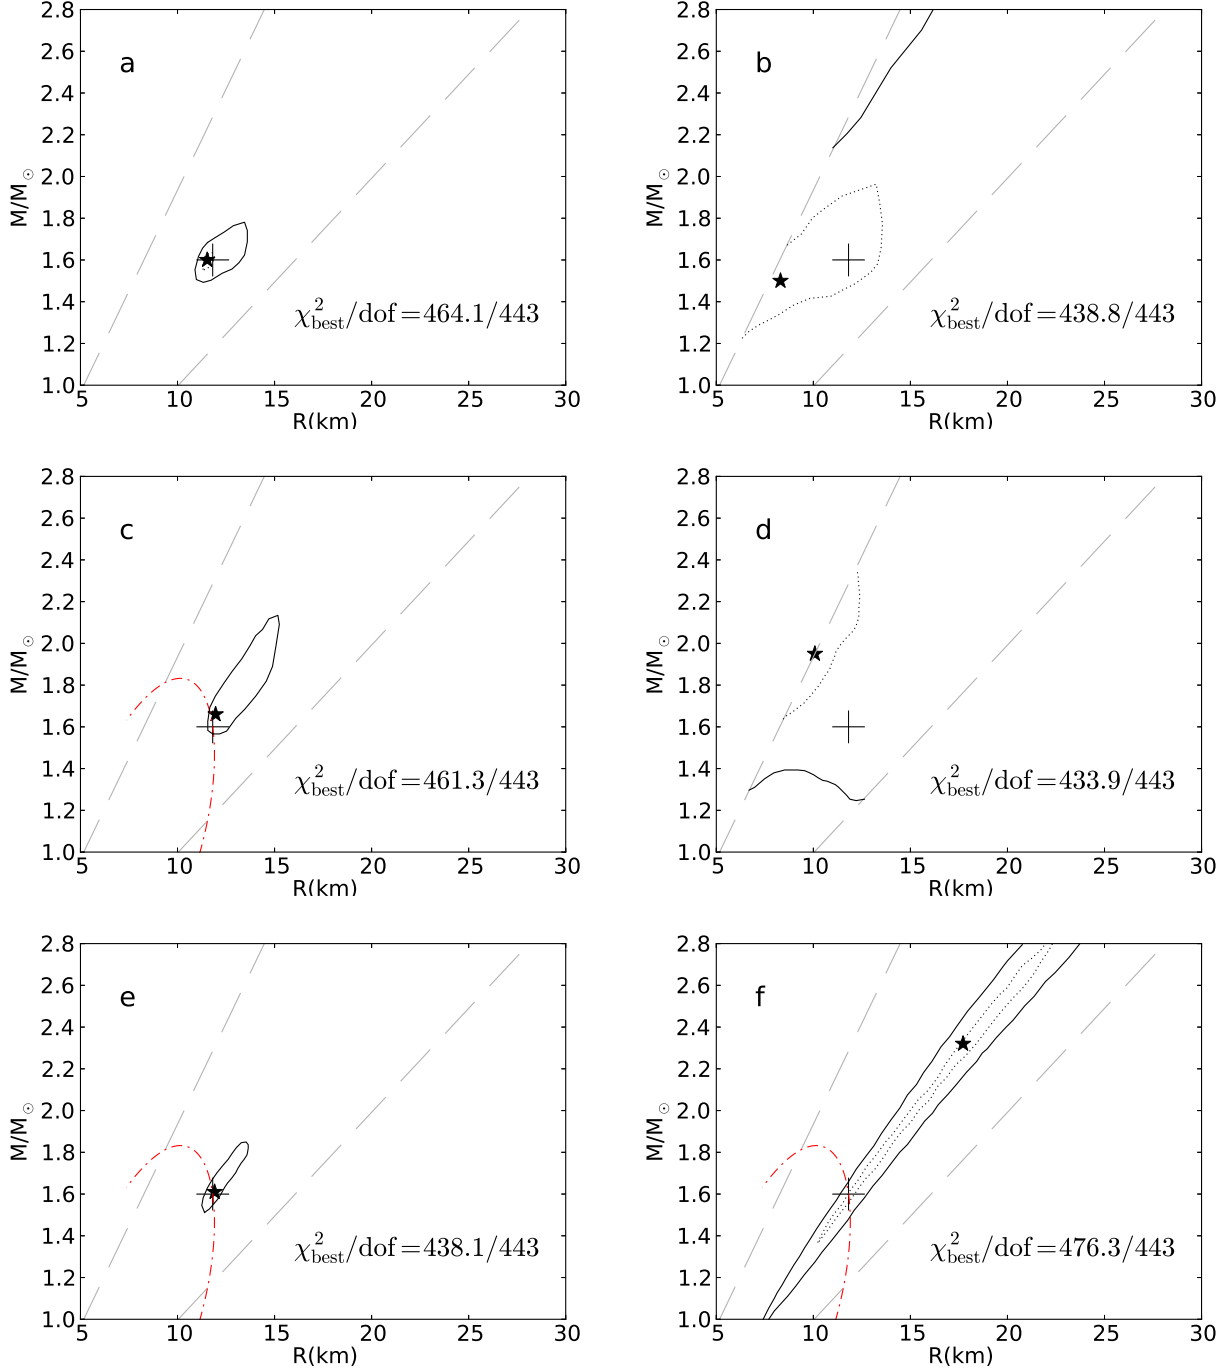 2.8
2.6
2.4
2.2
2.0
1.8
1.6
1.4
1.2
1.0
M/M☉
a
χ²best/dof=464.1/443
5 10 15 20 25 30
R(km)
2.8
2.6
2.4
2.2
2.0
1.8
1.6
1.4
1.2
1.0
M/M☉
b
χ²best/dof=438.8/443
5 10 15 20 25 30
R(km)
2.8
2.6
2.4
2.2
2.0
1.8
1.6
1.4
1.2
1.0
M/M☉
c
χ²best/dof=461.3/443
5 10 15 20 25 30
R(km)
2.8
2.6
2.4
2.2
2.0
1.8
1.6
1.4
1.2
1.0
M/M☉
d
χ²best/dof=433.9/443
5 10 15 20 25 30
R(km)
2.8
2.6
2.4
2.2
2.0
1.8
1.6
1.4
1.2
1.0
M/M☉
e
χ²best/dof=438.1/443
5 10 15 20 25 30
R(km)
2.8
2.6
2.4
2.2
2.0
1.8
1.6
1.4
1.2
1.0
M/M☉
f
χ²best/dof=476.3/443
5 10 15 20 25 30
R(km)